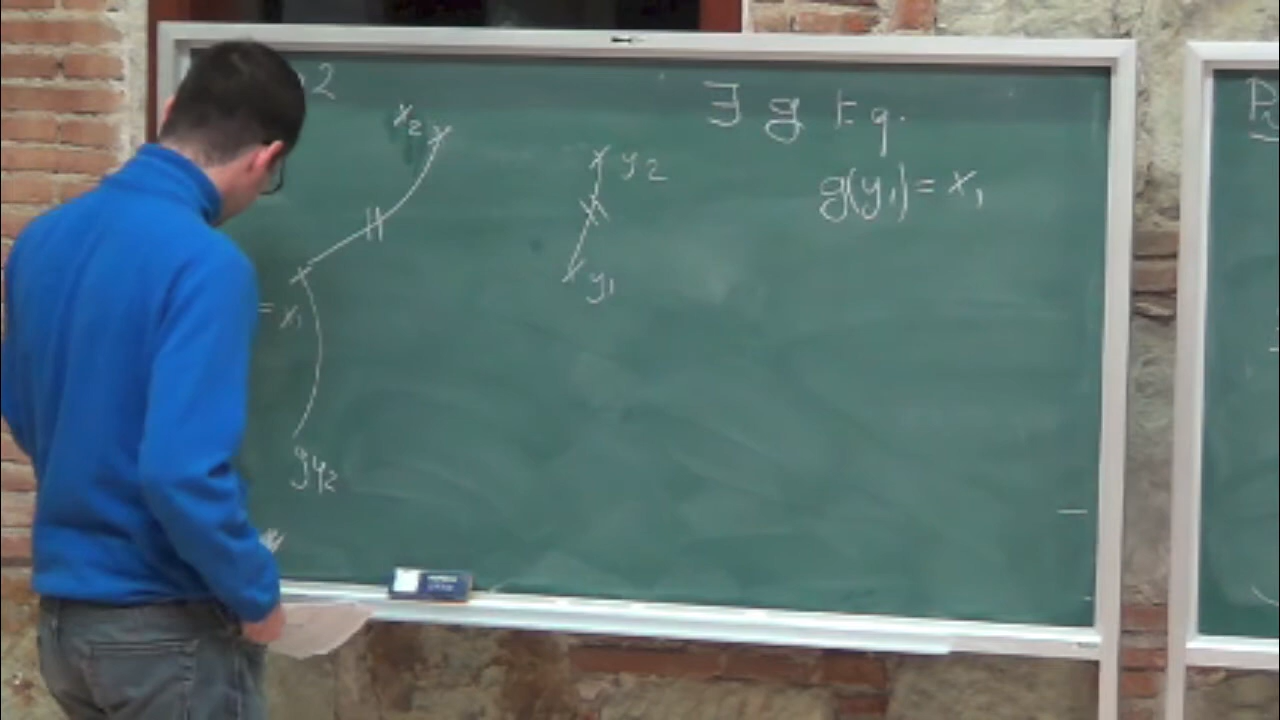 2
x₂
y₂
= x₁
y₁
gy₂
∃ g t.q.
g(y₁) = x₁